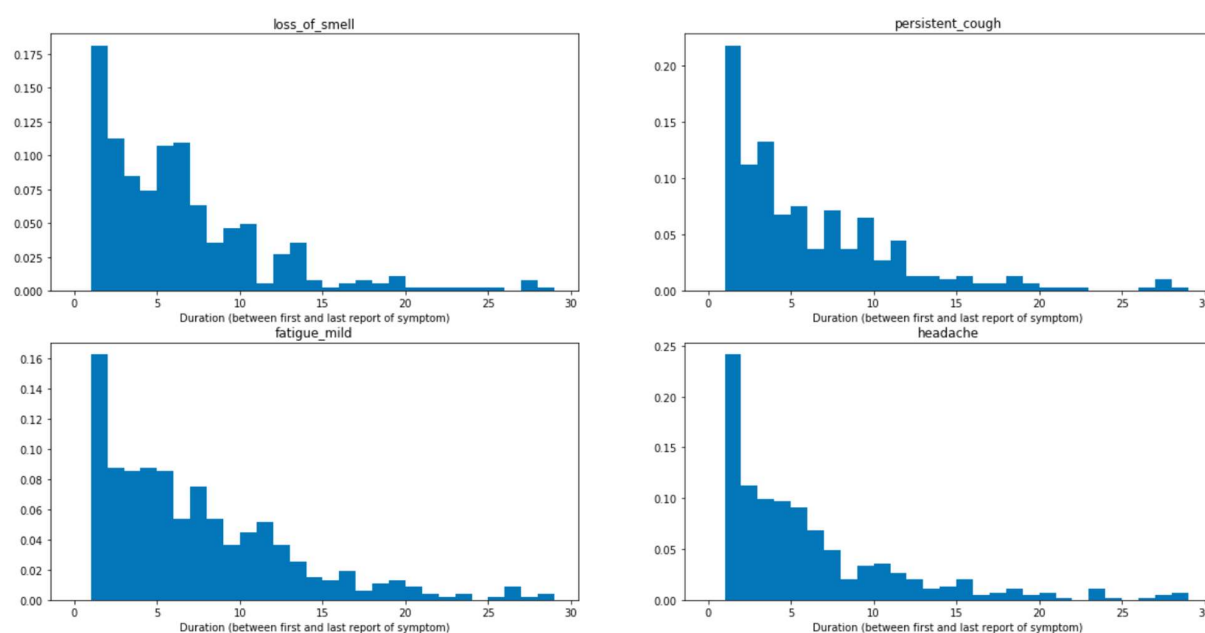 loss_of_smell
0.175
0.150
0.125
0.100
0.075
0.050
0.025
0.000
0 5 10 15 20 25 30
Duration (between first and last report of symptom)
persistent_cough
0.20
0.15
0.10
0.05
0.00
0 5 10 15 20 25 30
Duration (between first and last report of symptom)
fatigue_mild
0.16
0.14
0.12
0.10
0.08
0.06
0.04
0.02
0.00
0 5 10 15 20 25 30
Duration (between first and last report of symptom)
headache
0.25
0.20
0.15
0.10
0.05
0.00
0 5 10 15 20 25 30
Duration (between first and last report of symptom)